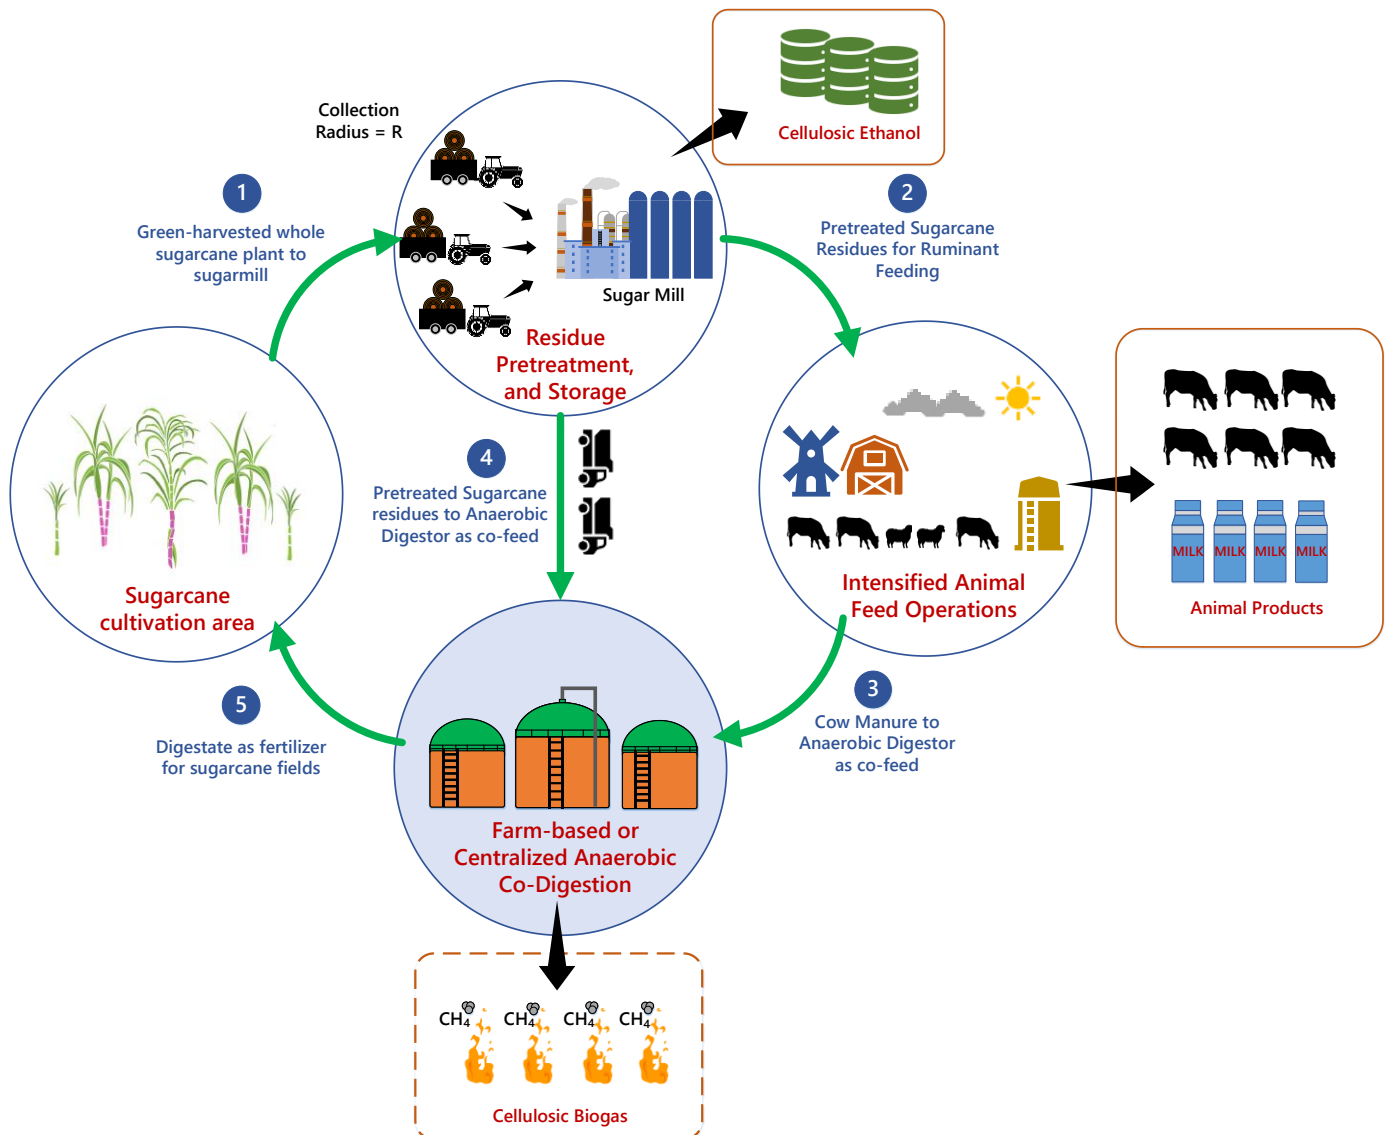 Cellulosic Ethanol
Collection
Radius = R
1
Green-harvested whole
sugarcane plant to
sugarmill
Sugar Mill
Residue
Pretreatment,
and Storage
2
Pretreated Sugarcane
Residues for Ruminant
Feeding
Intensified Animal
Feed Operations
MILK MILK MILK MILK
Animal Products
4
Pretreated Sugarcane
residues to Anaerobic
Digestor as co-feed
Sugarcane
cultivation area
3
Cow Manure to
Anaerobic Digestor
as co-feed
5
Digestate as fertilizer
for sugarcane fields
Farm-based or
Centralized Anaerobic
Co-Digestion
CH4 CH4 CH4 CH4
Cellulosic Biogas